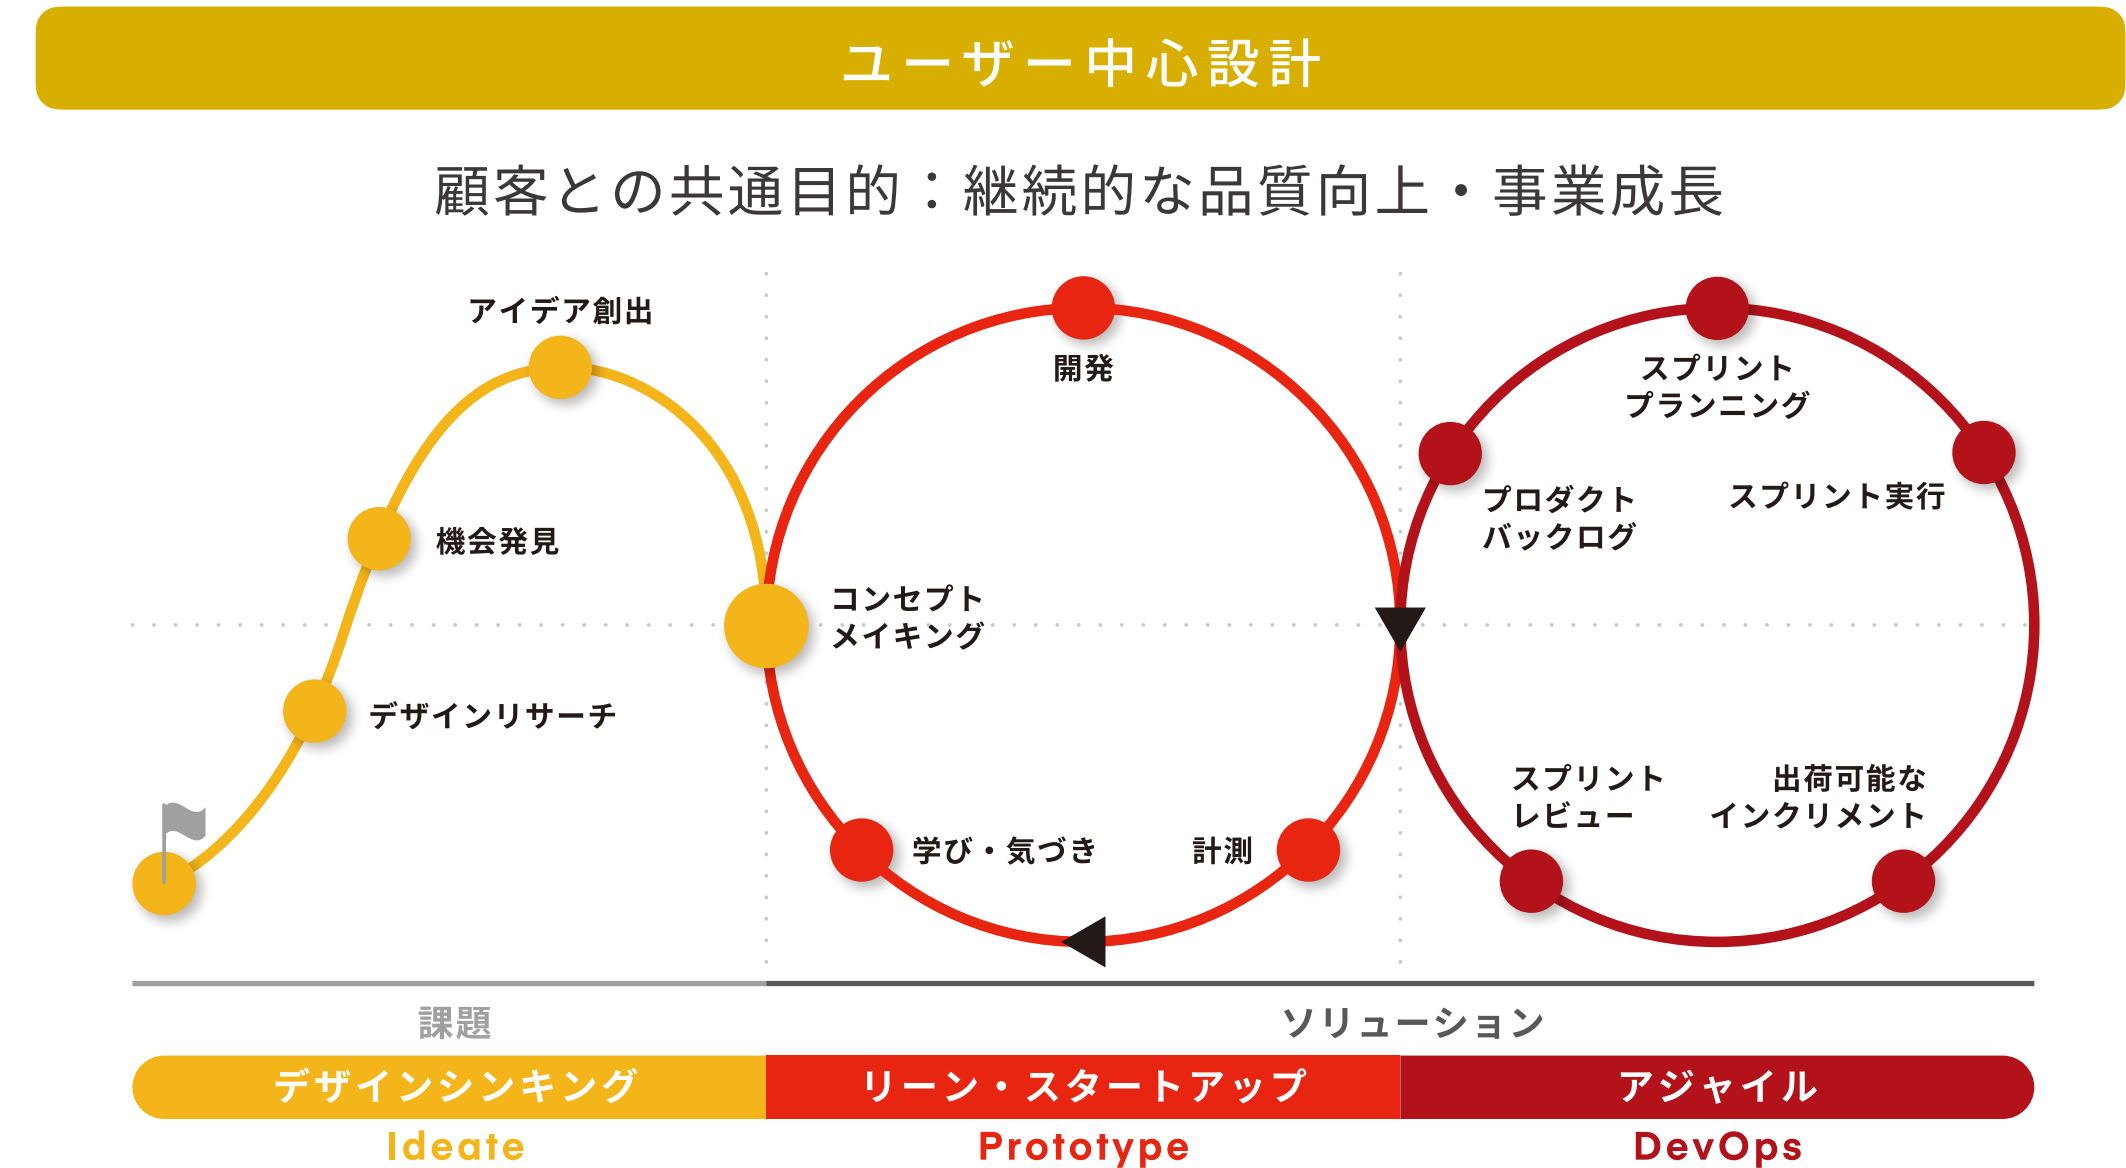 ユーザー中心設計
顧客との共通目的：継続的な品質向上・事業成長
アイデア創出
機会発見
デザインリサーチ
コンセプト
メイキング
開発
学び・気づき
計測
スプリント
プランニング
プロダクト
バックログ
スプリント実行
スプリント
レビュー
出荷可能な
インクリメント
課題
ソリューション
デザインシンキング
リーン・スタートアップ
アジャイル
Ideate
Prototype
DevOps